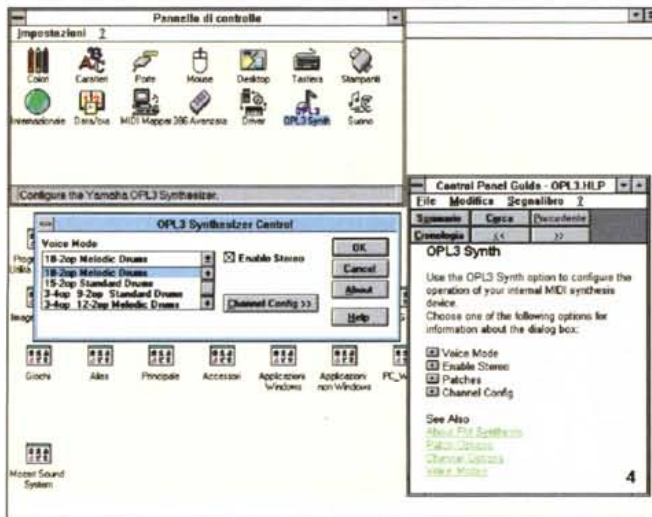 Pannello di controllo
Impostazioni ?
Colori Caratteri Porte Mouse Desktop Tastiera Stampanti
Internazionale Data/ora MIDI Mapper 386 Avanzata Driver OPL3 Synth Suono
Configure the Yamaha OPL3 Synthesizer.
OPL3 Synthesizer Control
Voice Mode
18-2op Melodic Drums
Enable Stereo
18-2op Melodic Drums
15-2op Standard Drums
3-4op 9-2op Standard Drums
3-4op 12-2op Melodic Drums
OK
Cancel
About
Help
Channel Config >>
Giochi Alias Principale Accessori Applicazioni Windows Applicazioni non Windows
Mozart Sound System
Control Panel Guida - OPL3.HLP
File Modifica Segnalibro ?
Sommario Cerca Precedente
Cronologia << >>
OPL3 Synth
Use the OPL3 Synth option to configure the
operation of your internal MIDI synthesis
device.
Choose one of the following options for
information about the dialog box:
Voice Mode
Enable Stereo
Patches
Channel Config
See Also
About FM Synthesis
Patch Options
Channel Options
Voice Modes
4